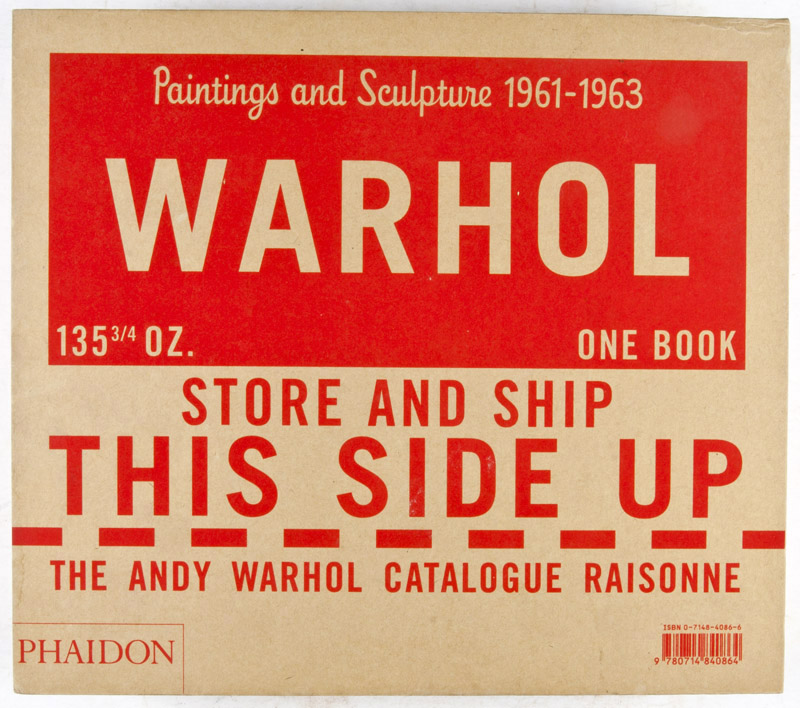 Paintings and Sculpture 1961-1963
WARHOL
135 3/4 OZ.
ONE BOOK
STORE AND SHIP
THIS SIDE UP
THE ANDY WARHOL CATALOGUE RAISONNE
PHAIDON
ISBN 0-7148-4086-6
9 780714 840864